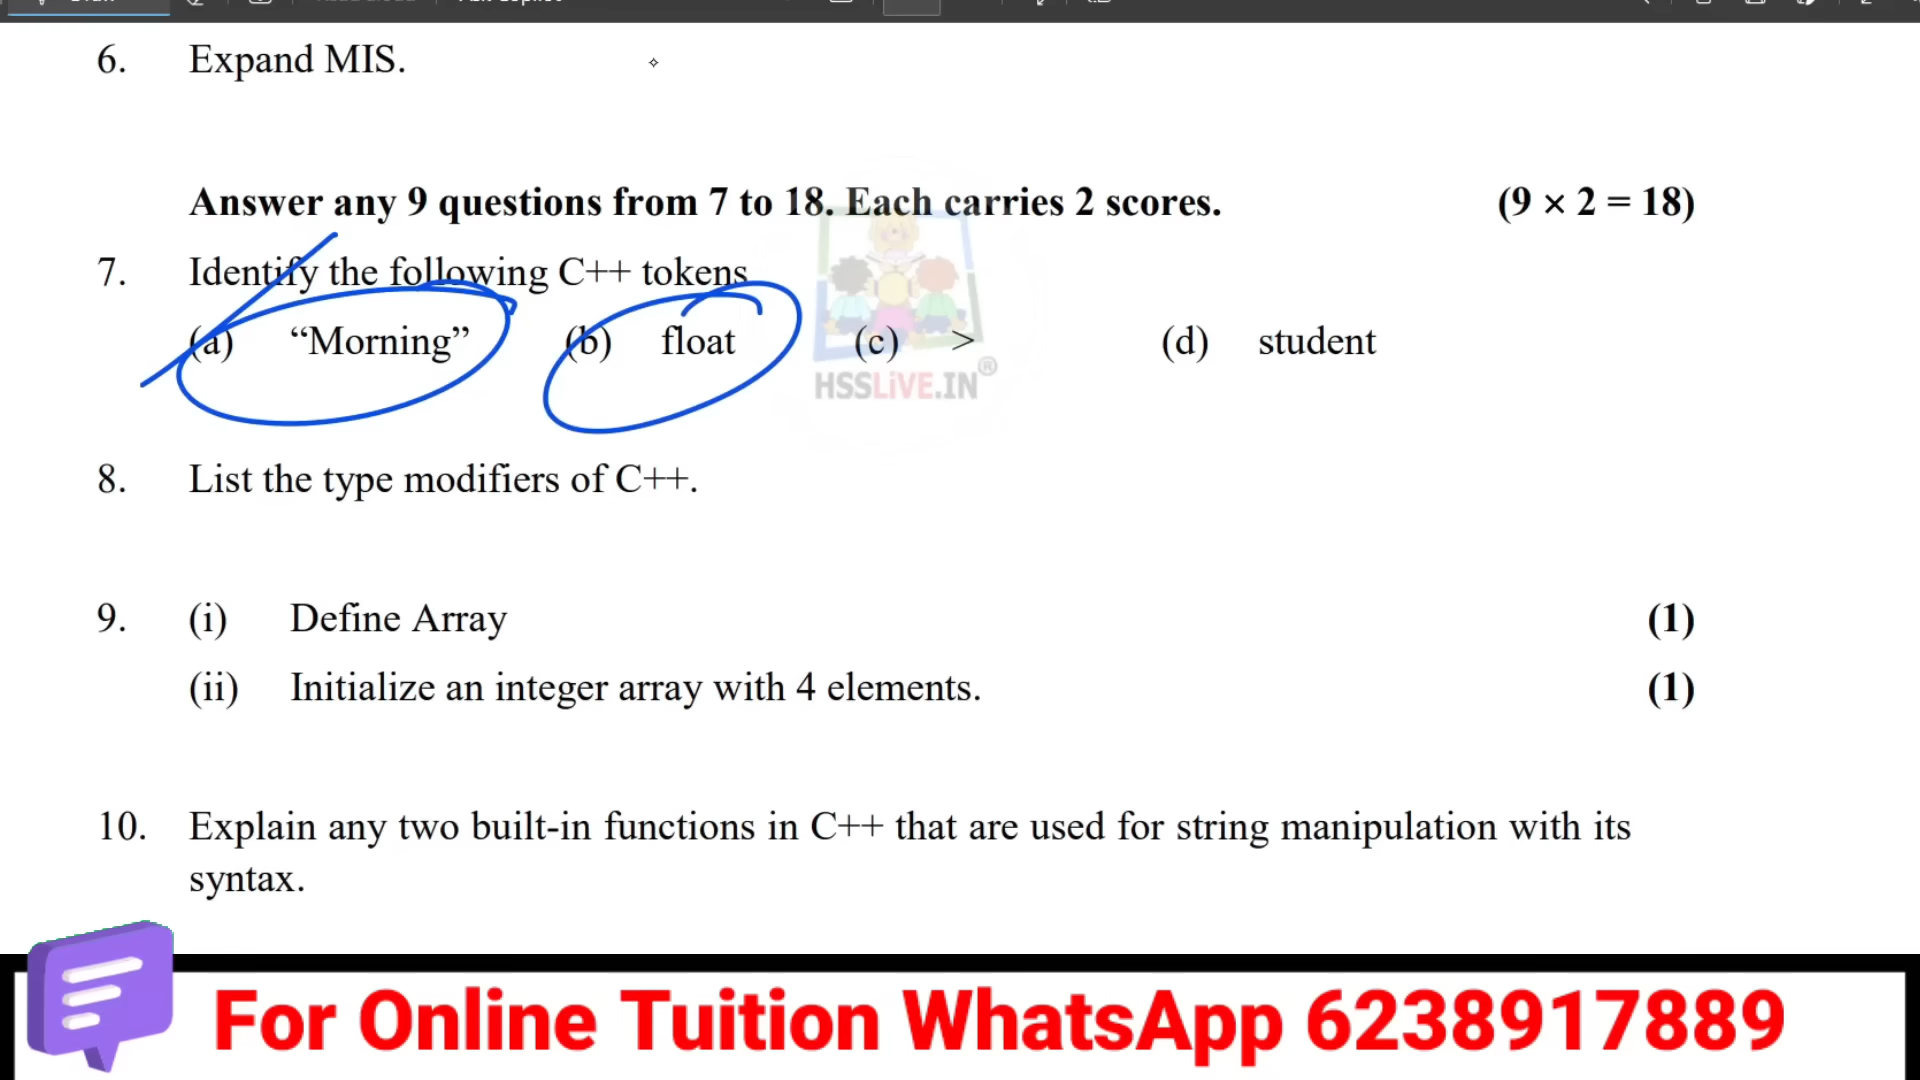 6. Expand MIS.
Answer any 9 questions from 7 to 18. Each carries 2 scores. (9 × 2 = 18)
7. Identify the following C++ tokens
(a) “Morning” (b) float (c) > (d) student
HSSLiVE.IN®
8. List the type modifiers of C++.
9. (i) Define Array (1)
(ii) Initialize an integer array with 4 elements. (1)
10. Explain any two built-in functions in C++ that are used for string manipulation with its
syntax.
For Online Tuition WhatsApp 6238917889